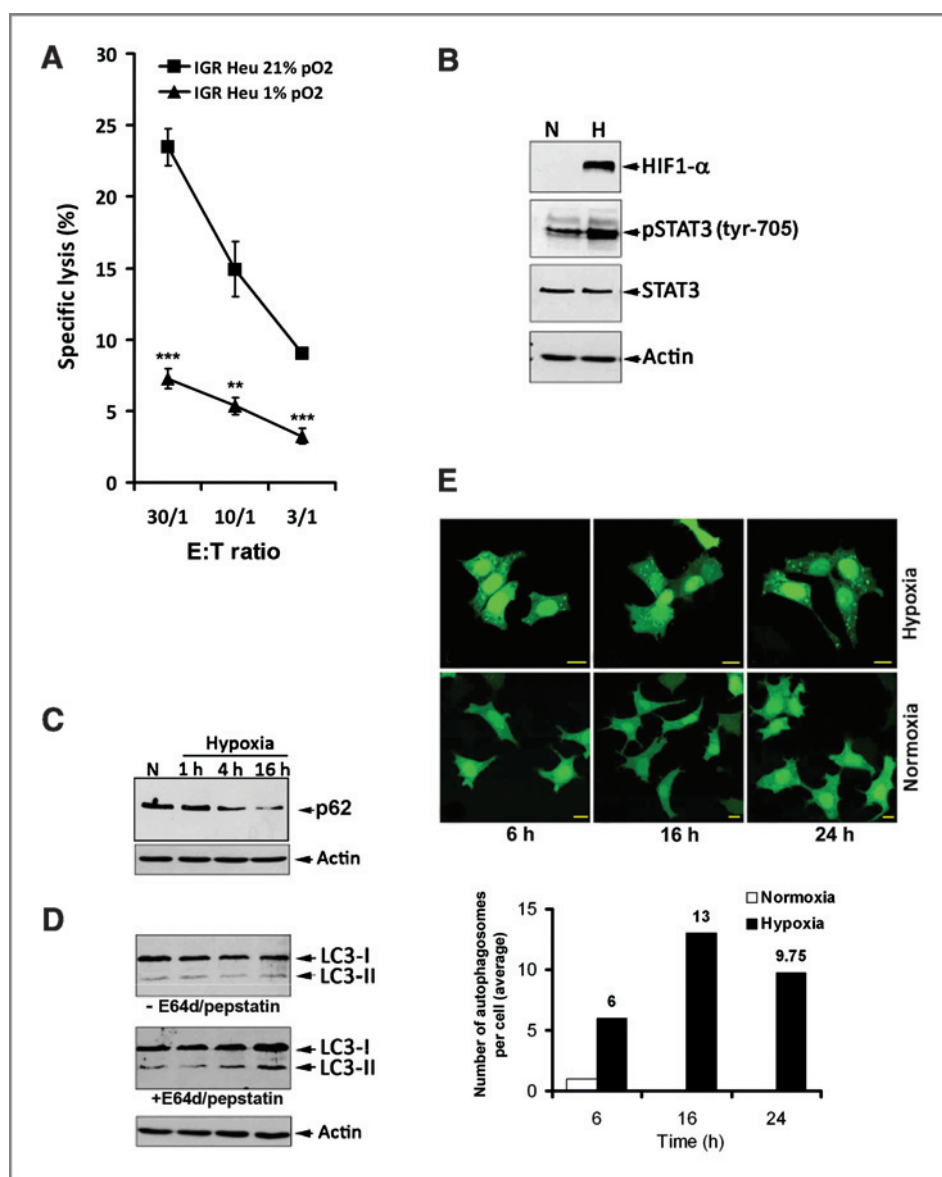 A
30
25
20
15
10
5
0
Specific lysis (%)
IGR Heu 21% pO2
IGR Heu 1% pO2
***
**
***
30/1 10/1 3/1
E:T ratio
B
N H
HIF1-α
pSTAT3 (tyr-705)
STAT3
Actin
C
Hypoxia
N 1 h 4 h 16 h
p62
Actin
D
LC3-I
LC3-II
- E64d/pepstatin
LC3-I
LC3-II
+E64d/pepstatin
Actin
E
Hypoxia
Normoxia
6 h 16 h 24 h
Number of autophagosomes
per cell (average)
15
10
5
0
Normoxia
Hypoxia
6
13
9.75
6 16 24
Time (h)